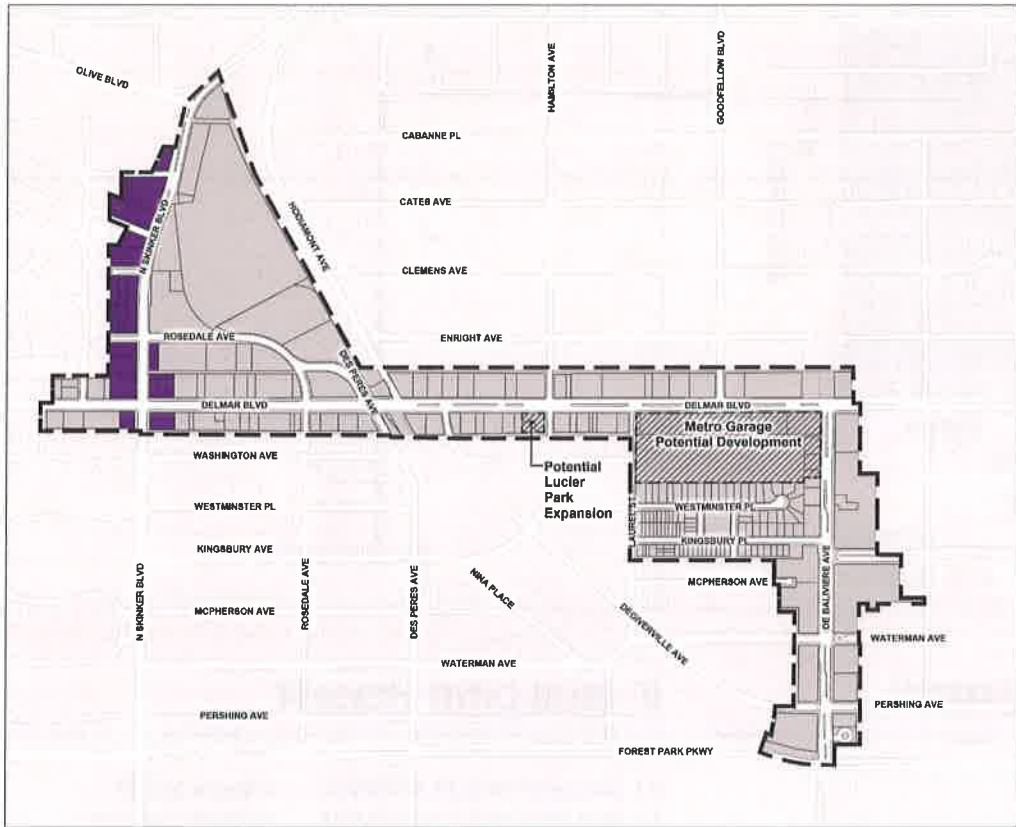 OLIVE BLVD
HAMILTON AVE
GOODFELLOW BLVD
CABANNE PL
CATES AVE
HODIAMONT AVE
N SKINKER BLVD
CLEMENS AVE
ROSEDALE AVE
ENRIGHT AVE
DES PERES AVE
DELMAR BLVD
DELMAR BLVD
Metro Garage
Potential Development
WASHINGTON AVE
Potential
Lucier
Park
Expansion
WESTMINSTER PL
WESTMINSTER PL
LAUREL ST
KINGSBURY AVE
KINGSBURY PL
N SKINKER BLVD
ROSEDALE AVE
DES PERES AVE
NINA PLACE
MCPHERSON AVE
MCPHERSON AVE
DEGIVERVILLE AVE
DE BALIVIERE AVE
WATERMAN AVE
WATERMAN AVE
PERSHING AVE
PERSHING AVE
FOREST PARK PKWY